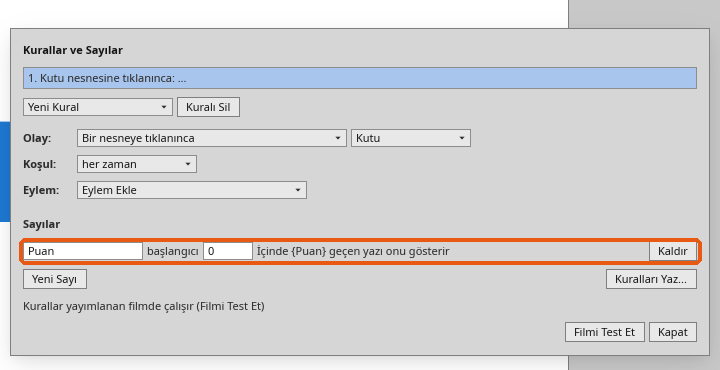 Kurallar ve Sayılar
1. Kutu nesnesine tıklanınca: ...
Yeni Kural Kuralı Sil
Olay: Bir nesneye tıklanınca Kutu
Koşul: her zaman
Eylem: Eylem Ekle
Sayılar
Puan başlangıcı 0 İçinde {Puan} geçen yazı onu gösterir Kaldır
Yeni Sayı Kuralları Yaz...
Kurallar yayımlanan filmde çalışır (Filmi Test Et)
Filmi Test Et Kapat